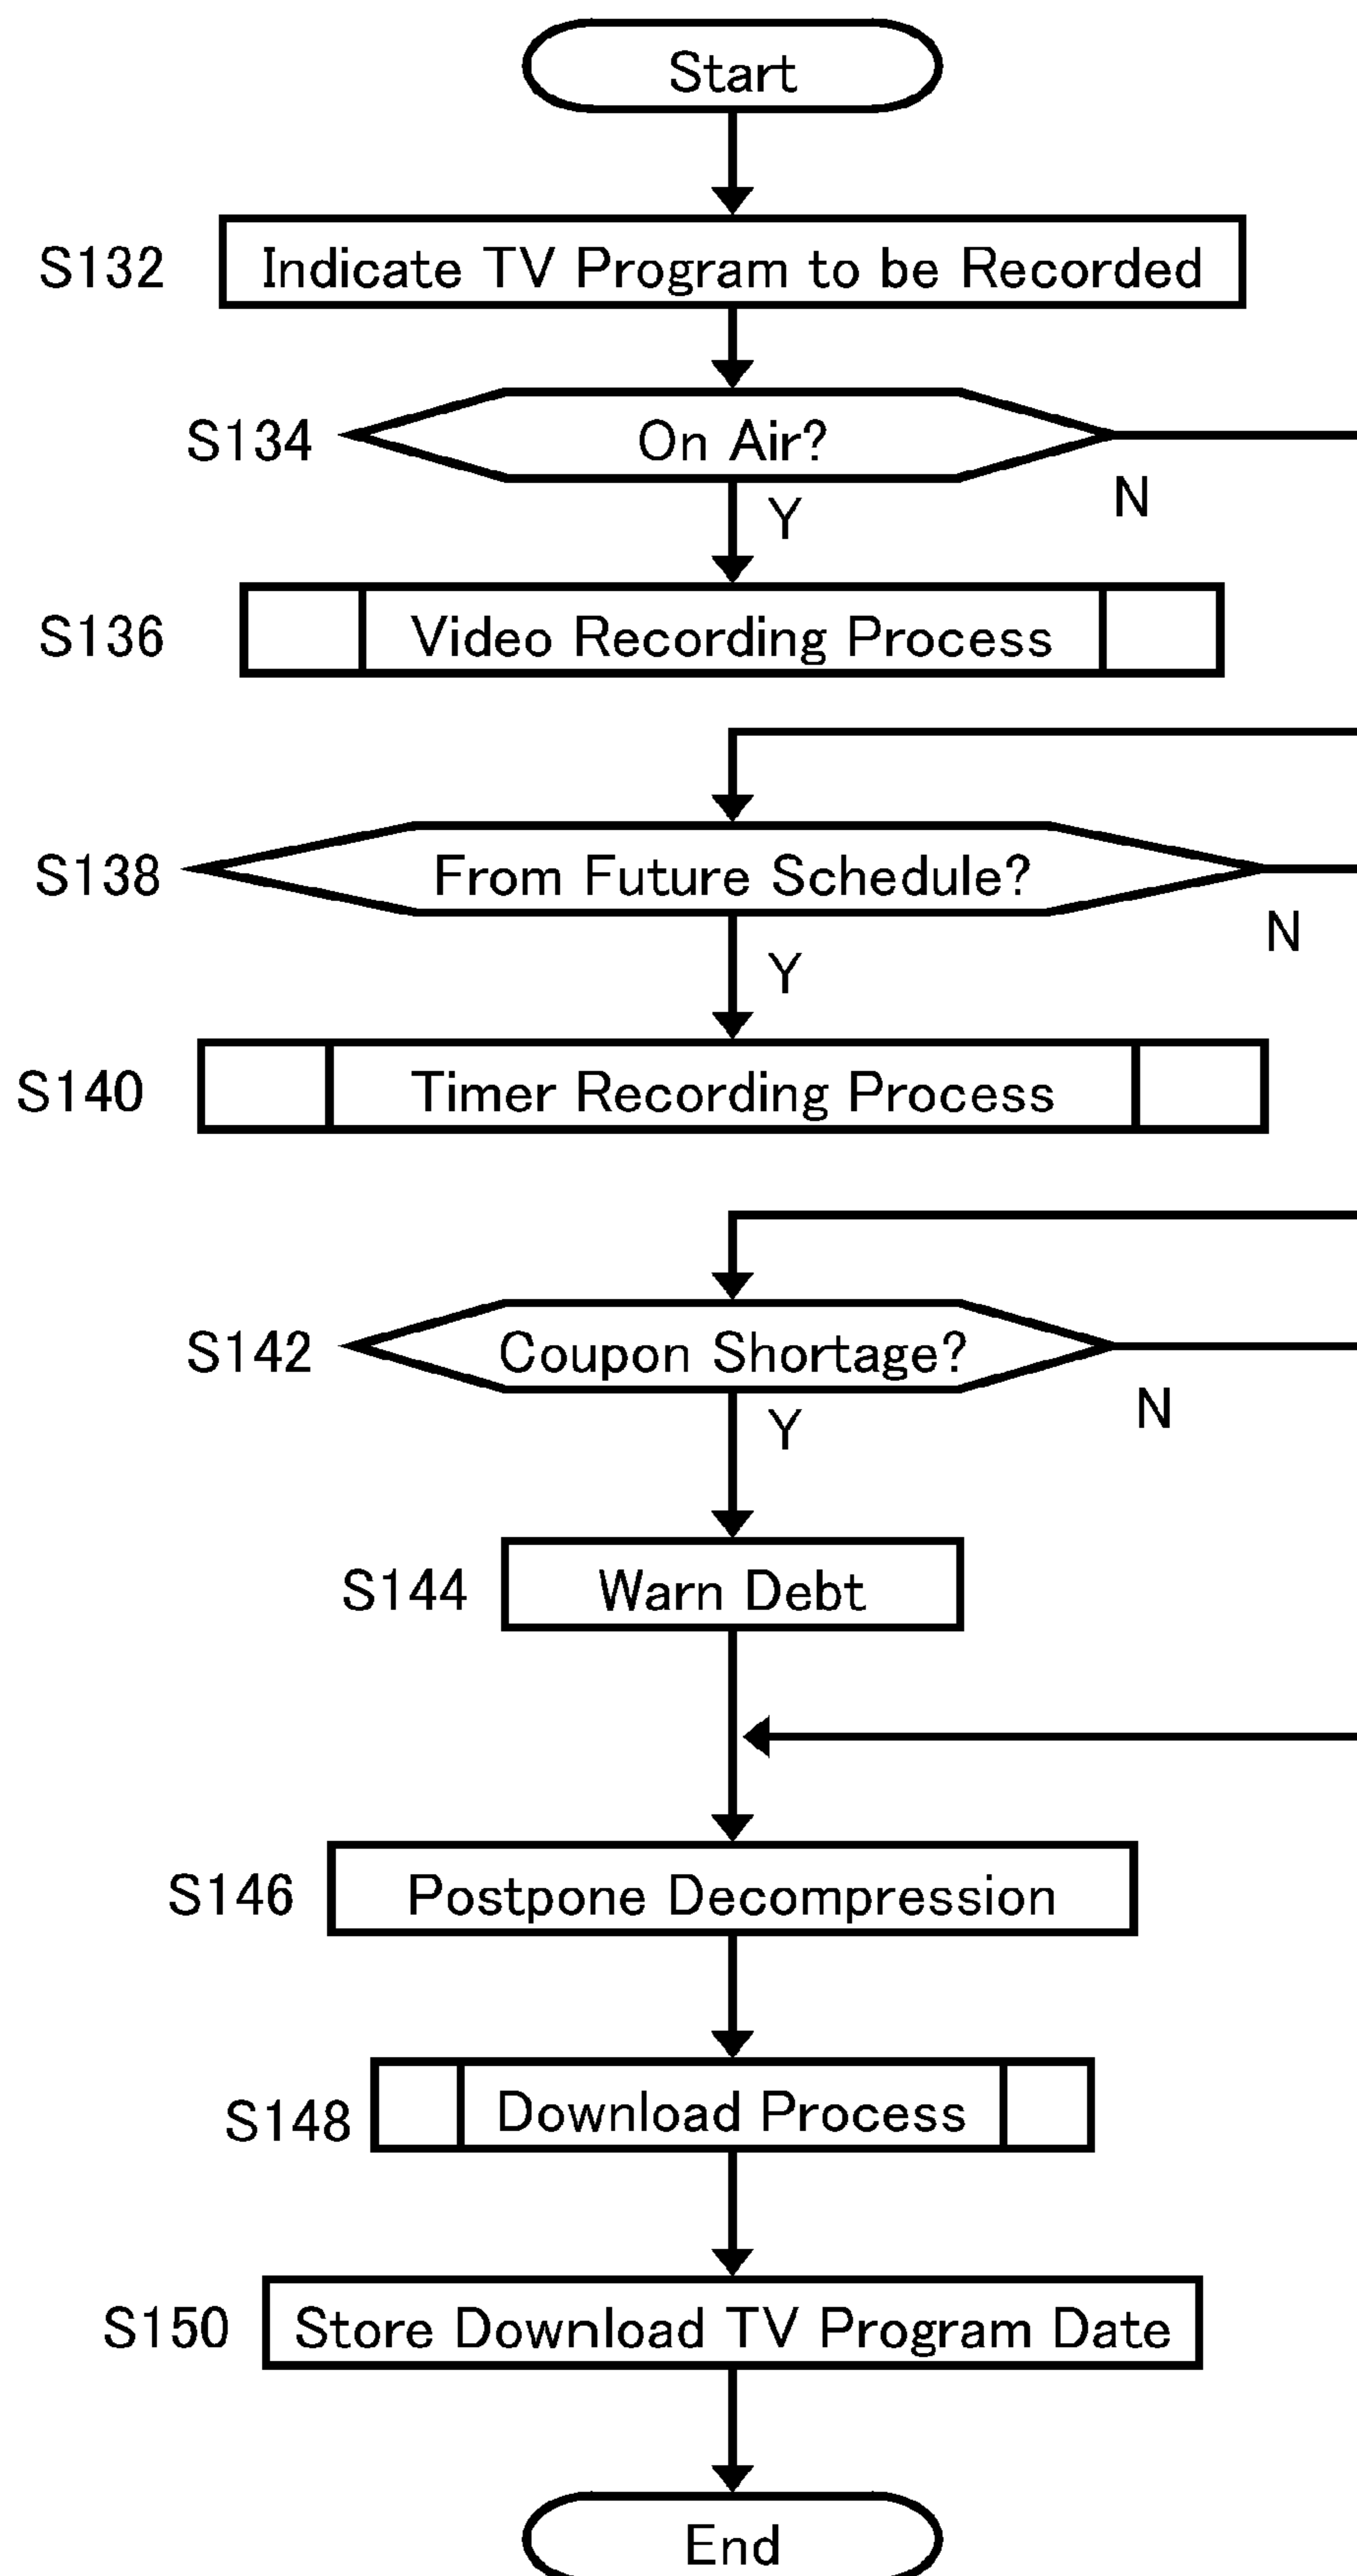 Start
S132 Indicate TV Program to be Recorded
S134 On Air?
N
Y
S136 Video Recording Process
S138 From Future Schedule?
N
Y
S140 Timer Recording Process
S142 Coupon Shortage?
N
Y
S144 Warn Debt
S146 Postpone Decompression
S148 Download Process
S150 Store Download TV Program Date
End